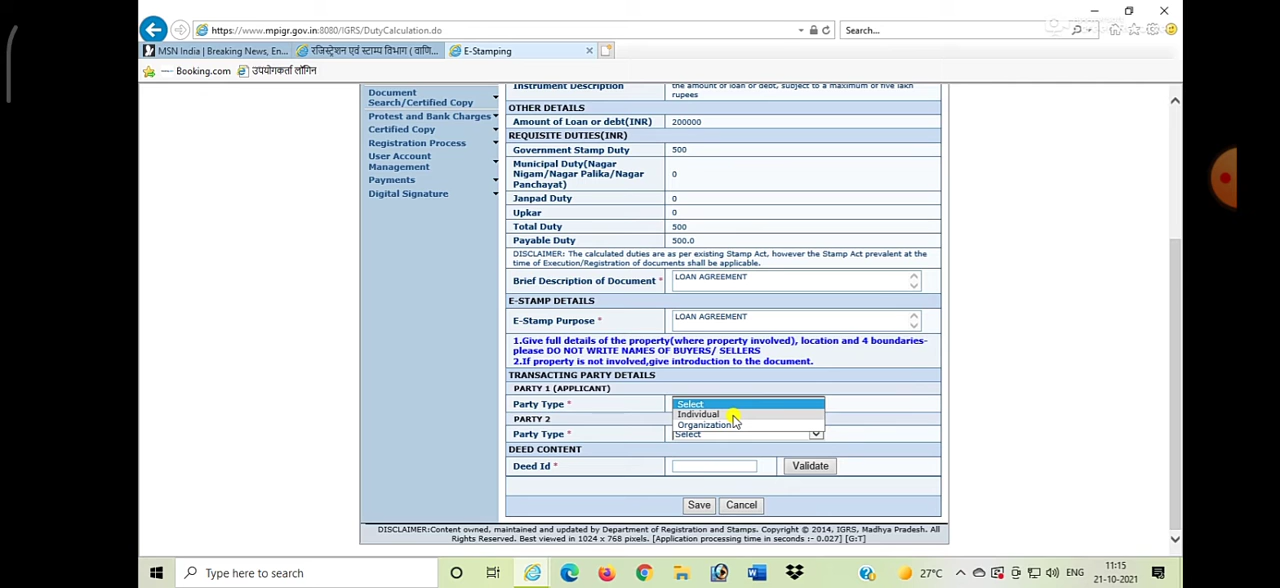 https://www.mpigr.gov.in:8080/IGRS/DutyCalculation.do
Search...
MSN India | Breaking News, En...
रजिस्ट्रेशन एवं स्टाम्प विभाग ( वाणि...
E-Stamping
Booking.com
उपयोगकर्ता लॉगिन
Document
Search/Certified Copy
Protest and Bank Charges
Certified Copy
Registration Process
User Account
Management
Payments
Digital Signature
Instrument Description
the amount of loan or debt, subject to a maximum of five lakh
rupees
OTHER DETAILS
Amount of Loan or debt(INR) 200000
REQUISITE DUTIES(INR)
Government Stamp Duty 500
Municipal Duty(Nagar
Nigam/Nagar Palika/Nagar
Panchayat) 0
Janpad Duty 0
Upkar 0
Total Duty 500
Payable Duty 500.0
DISCLAIMER: The calculated duties are as per existing Stamp Act, however the Stamp Act prevalent at the
time of Execution/Registration of documents shall be applicable.
Brief Description of Document * LOAN AGREEMENT
E-STAMP DETAILS
E-Stamp Purpose * LOAN AGREEMENT
1.Give full details of the property(where property involved), location and 4 boundaries-
please DO NOT WRITE NAMES OF BUYERS/ SELLERS
2.If property is not involved,give introduction to the document.
TRANSACTING PARTY DETAILS
PARTY 1 (APPLICANT)
Party Type * Select
Individual
Organization
PARTY 2
Party Type * Select
DEED CONTENT
Deed Id * Validate
Save Cancel
DISCLAIMER:Content owned, maintained and updated by Department of Registration and Stamps. Copyright © 2014, IGRS, Madhya Pradesh. All
Rights Reserved. Best viewed in 1024 x 768 pixels. [Application processing time in seconds :- 0.027] [G:T]
Type here to search
27°C
ENG
11:15
21-10-2021